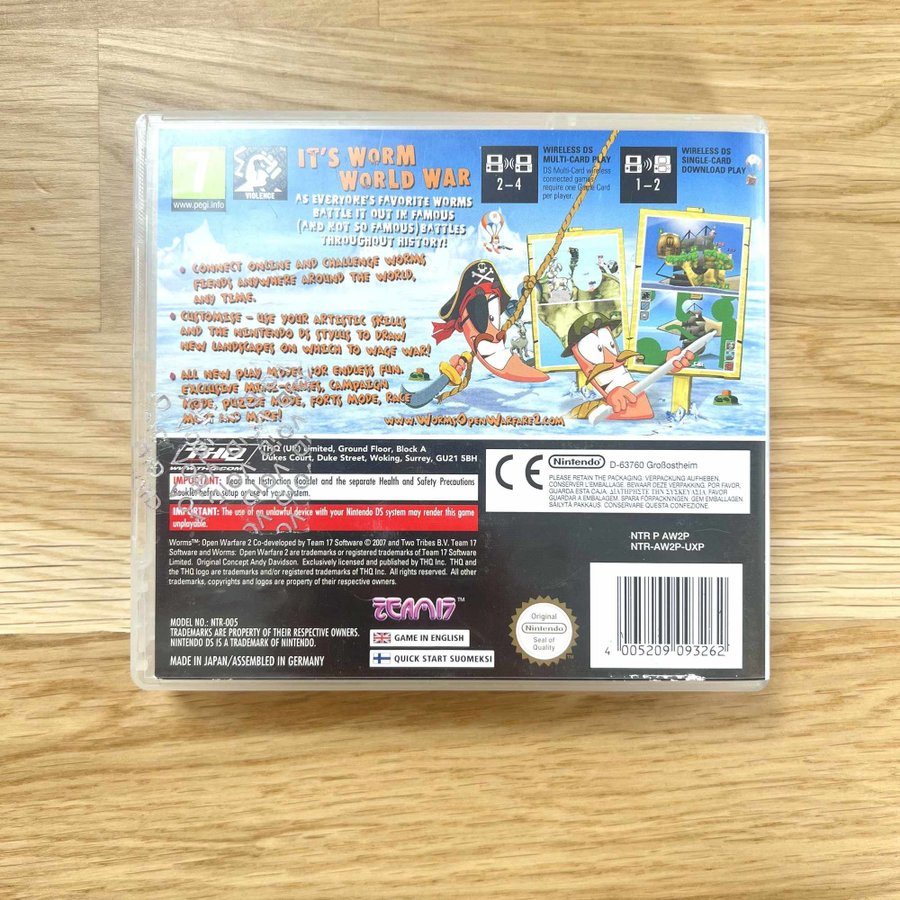 7
www.pegi.info
VIOLENCE
IT'S WORM
WORLD WAR
AS EVERYONE'S FAVORITE WORMS
BATTLE IT OUT IN FAMOUS
(AND NOT SO FAMOUS) BATTLES
THROUGHOUT HISTORY!
2-4
WIRELESS DS
MULTI-CARD PLAY
DS Multi-Card wireless
connected games
require one Game Card
per player.
1-2
WIRELESS DS
SINGLE-CARD
DOWNLOAD PLAY
• CONNECT ONLINE AND CHALLENGE WORMS
FIENDS ANYWHERE AROUND THE WORLD,
ANY TIME.
• CUSTOMISE – USE YOUR ARTISTIC SKILLS
AND THE NINTENDO DS STYLUS TO DRAW
NEW LANDSCAPES ON WHICH TO WAGE WAR!
• ALL NEW PLAY MODES FOR ENDLESS FUN.
EXCLUSIVE MINI-GAMES, CAMPAIGN
MODE, PUZZLE MODE, FORTS MODE, RACE
MODE AND MORE!
WWW.WORMSOPENWARFARE2.COM
THQ
WWW.THQ.COM
THQ (UK) Limited, Ground Floor, Block A
Dukes Court, Duke Street, Woking, Surrey, GU21 5BH
IMPORTANT: Read the Instruction Booklet and the separate Health and Safety Precautions
Booklet before setup or use of system.
IMPORTANT: The use of an unlawful device with your Nintendo DS system may render this game
unplayable.
Worms™: Open Warfare 2 Co-developed by Team 17 Software © 2007 and Two Tribes B.V. Team 17
Software and Worms: Open Warfare 2 are trademarks or registered trademarks of Team 17 Software
Limited. Original Concept Andy Davidson. Exclusively licensed and published by THQ Inc. THQ and
the THQ logo are trademarks and/or registered trademarks of THQ Inc. All rights reserved. All other
trademarks, copyrights and logos are property of their respective owners.
TEAM17™
MODEL NO.: NTR-005
TRADEMARKS ARE PROPERTY OF THEIR RESPECTIVE OWNERS.
NINTENDO DS IS A TRADEMARK OF NINTENDO.
MADE IN JAPAN/ASSEMBLED IN GERMANY
GAME IN ENGLISH
QUICK START SUOMEKSI
CE
Nintendo D-63760 Großostheim
PLEASE RETAIN THE PACKAGING. VERPACKUNG AUFHEBEN.
CONSERVER L'EMBALLAGE. BEWAAR DEZE VERPAKKING. POR FAVOR,
GUARDA ESTA CAJA. ΔΙΑΤΗΡΗΣΤΕ ΤΗ ΣΥΣΚΕΥΑΣΙΑ. FAVOR
GUARDAR A EMBALAGEM. SPARA FÖRPACKNINGEN. GEM EMBALLAGEN.
SÄILYTÄ PAKKAUS. CONSERVARE QUESTA CONFEZIONE.
NTR P AW2P
NTR-AW2P-UXP
Original
Nintendo
Seal of
Quality
TM
4 005209 093262